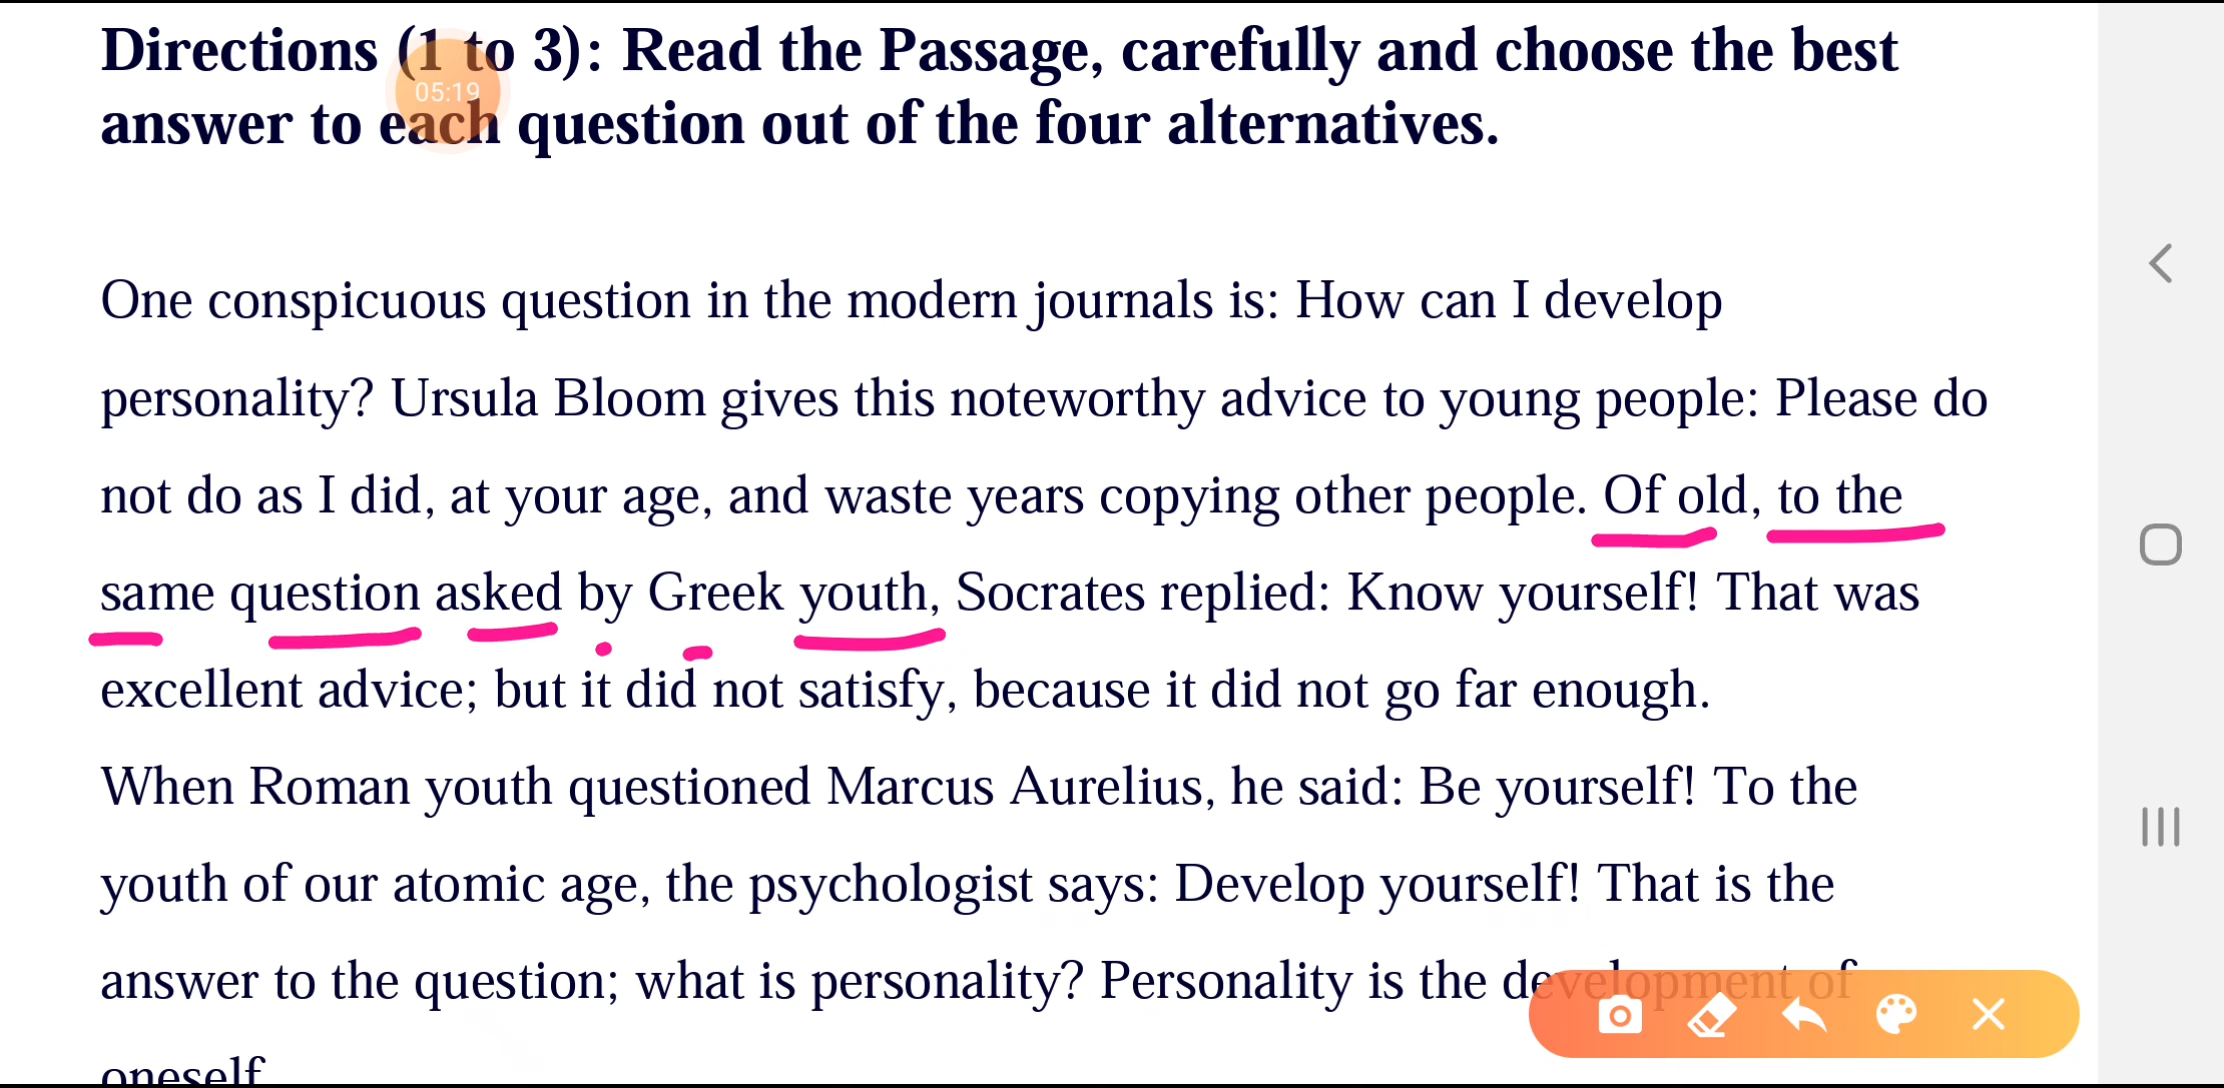 Directions (1 to 3): Read the Passage, carefully and choose the best
05:19
answer to each question out of the four alternatives.
One conspicuous question in the modern journals is: How can I develop
personality? Ursula Bloom gives this noteworthy advice to young people: Please do
not do as I did, at your age, and waste years copying other people. Of old, to the
same question asked by Greek youth, Socrates replied: Know yourself! That was
excellent advice; but it did not satisfy, because it did not go far enough.
When Roman youth questioned Marcus Aurelius, he said: Be yourself! To the
youth of our atomic age, the psychologist says: Develop yourself! That is the
answer to the question; what is personality? Personality is the development of
oneself